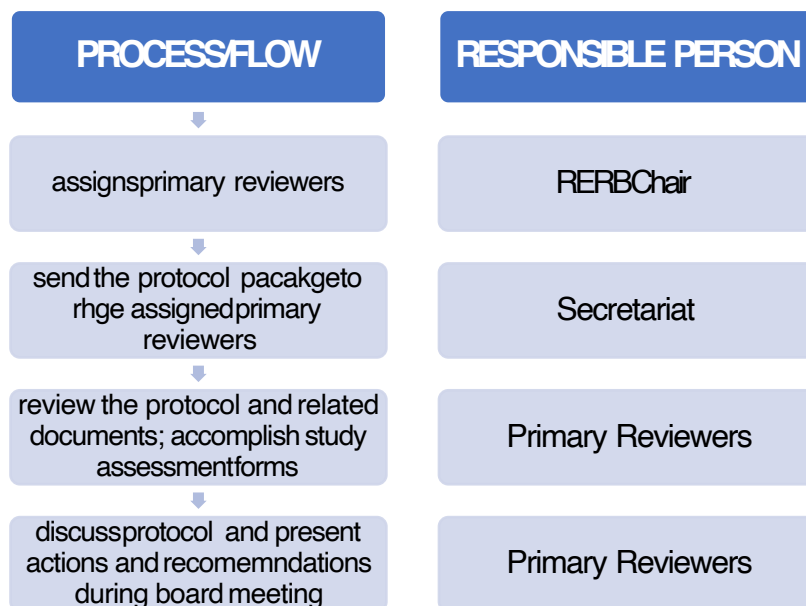 PROCESS/FLOW
RESPONSIBLE PERSON
assignsprimary reviewers
RERBChair
send the protocol pacakgeto
rhge assignedprimary
reviewers
Secretariat
review the protocol and related
documents; accomplish study
assessmentforms
Primary Reviewers
discussprotocol and present
actions and recomemndations
during board meeting
Primary Reviewers